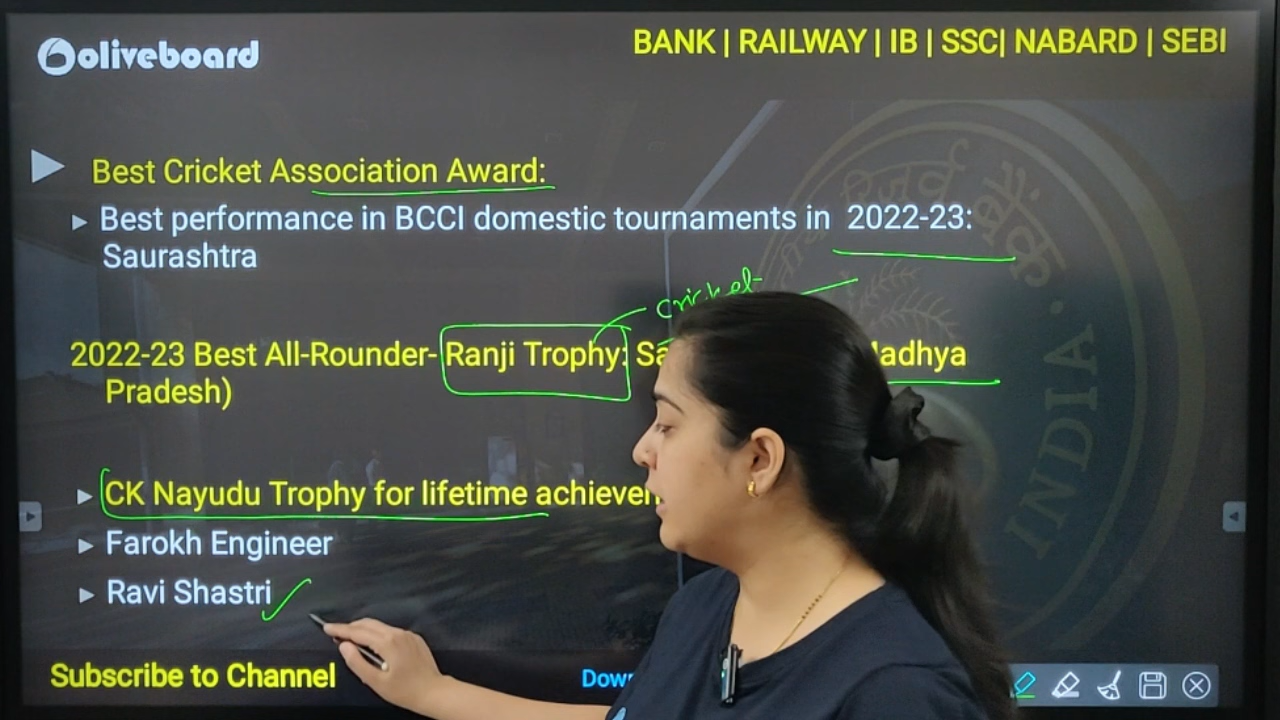 oliveboard
BANK | RAILWAY | IB | SSC| NABARD | SEBI
Best Cricket Association Award:
Best performance in BCCI domestic tournaments in 2022-23:
Saurashtra
cricket
2022-23 Best All-Rounder- Ranji Trophy:
Pradesh)
CK Nayudu Trophy for lifetime
Farokh Engineer
Ravi Shastri
Subscribe to Channel
रिज़र्व बैंक
INDIA